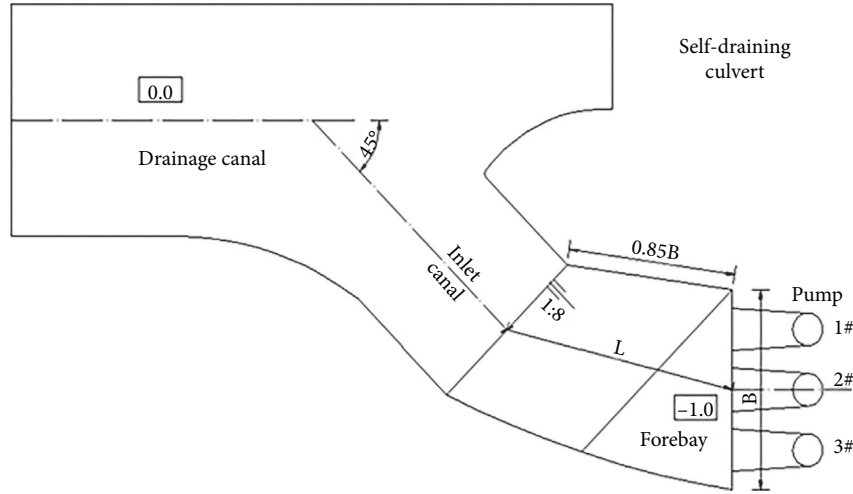 Self-draining
culvert
0.0
Drainage canal
45°
Inlet
canal
1:8
0.85B
L
B
Pump
1#
2#
3#
–1.0
Forebay